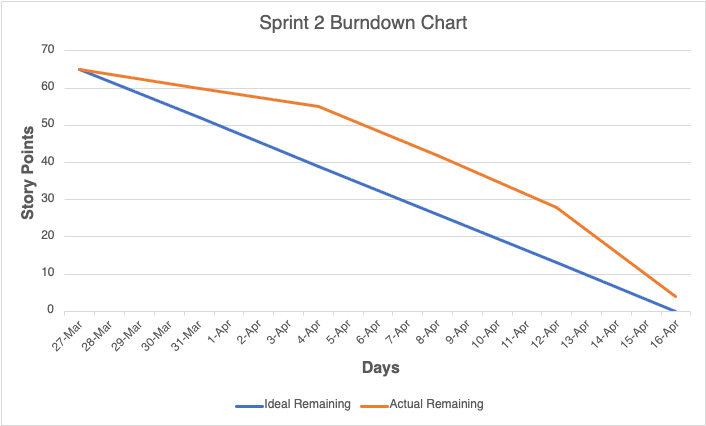 Sprint 2 Burndown Chart
Story Points
70
60
50
40
30
20
10
0
27-Mar 28-Mar 29-Mar 30-Mar 31-Mar 1-Apr 2-Apr 3-Apr 4-Apr 5-Apr 6-Apr 7-Apr 8-Apr 9-Apr 10-Apr 11-Apr 12-Apr 13-Apr 14-Apr 15-Apr 16-Apr
Days
Ideal Remaining Actual Remaining